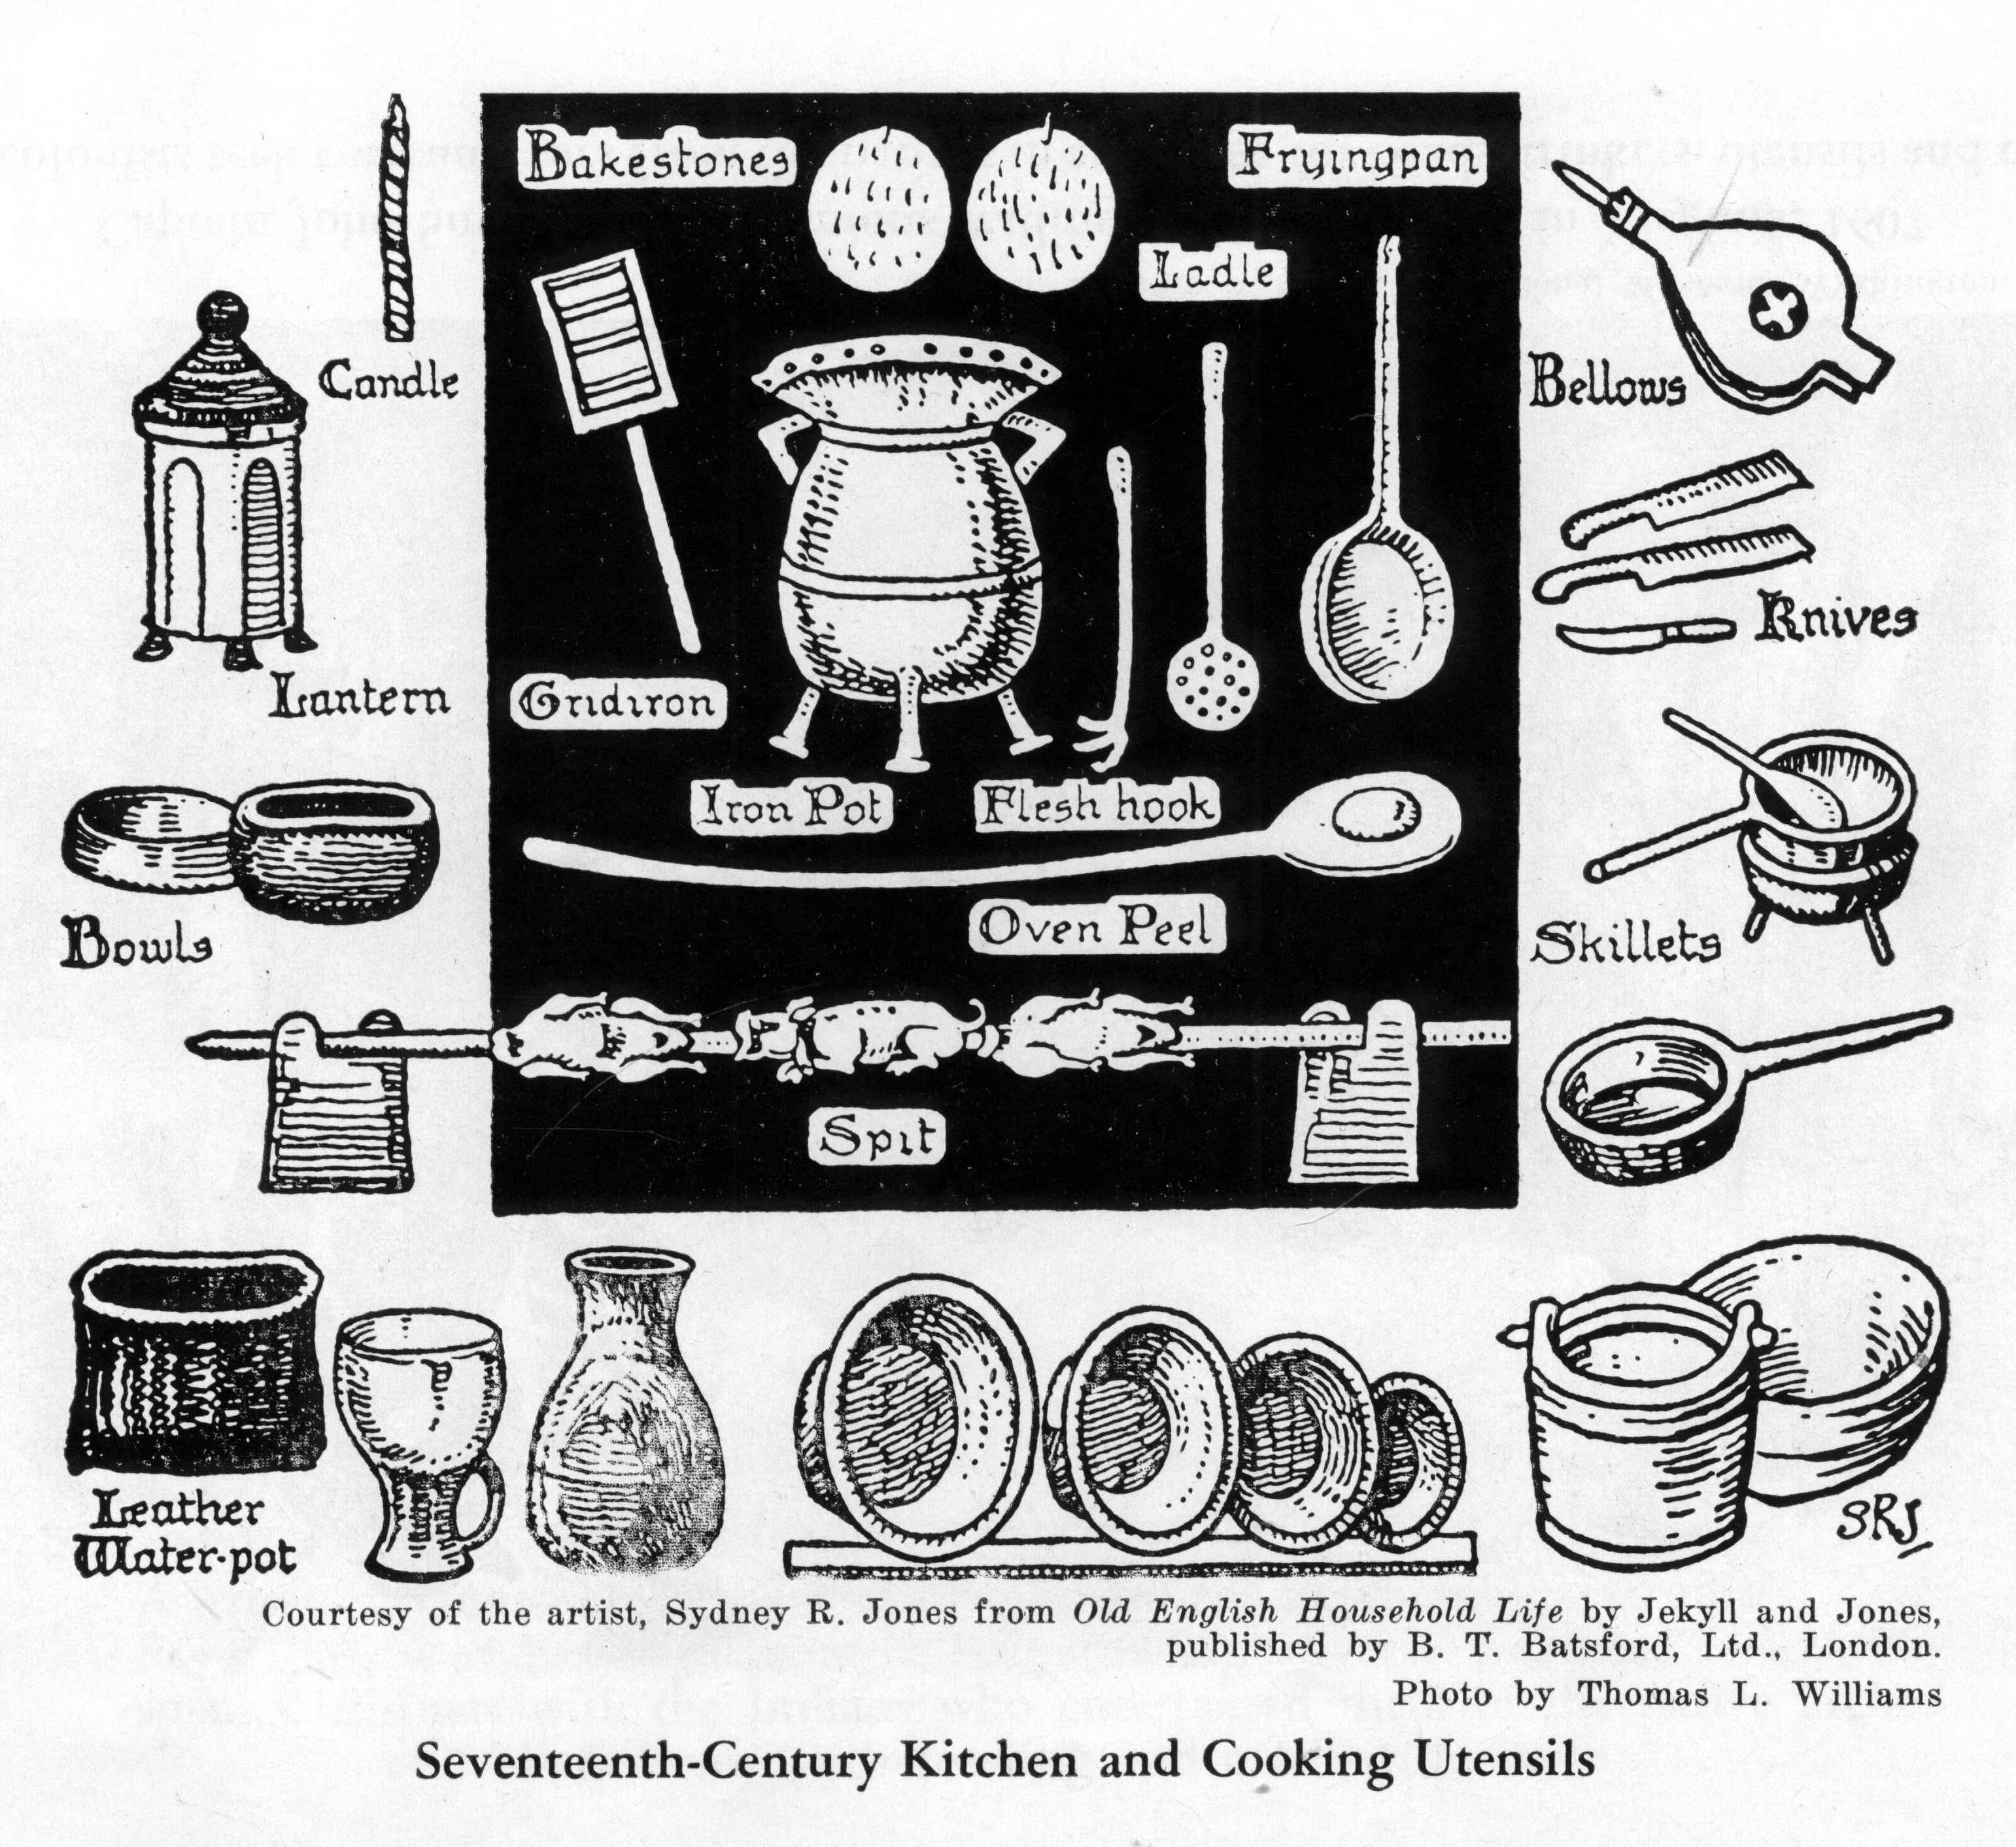 Bakestones
Fryingpan
Ladle
Candle
Bellows
Knives
Lantern
Gridiron
Iron Pot
Flesh hook
Bowls
Oven Peel
Skillets
Spit
Leather
Water-pot
SRJ
Courtesy of the artist, Sydney R. Jones from Old English Household Life by Jekyll and Jones,
published by B. T. Batsford, Ltd., London.
Photo by Thomas L. Williams
Seventeenth-Century Kitchen and Cooking Utensils